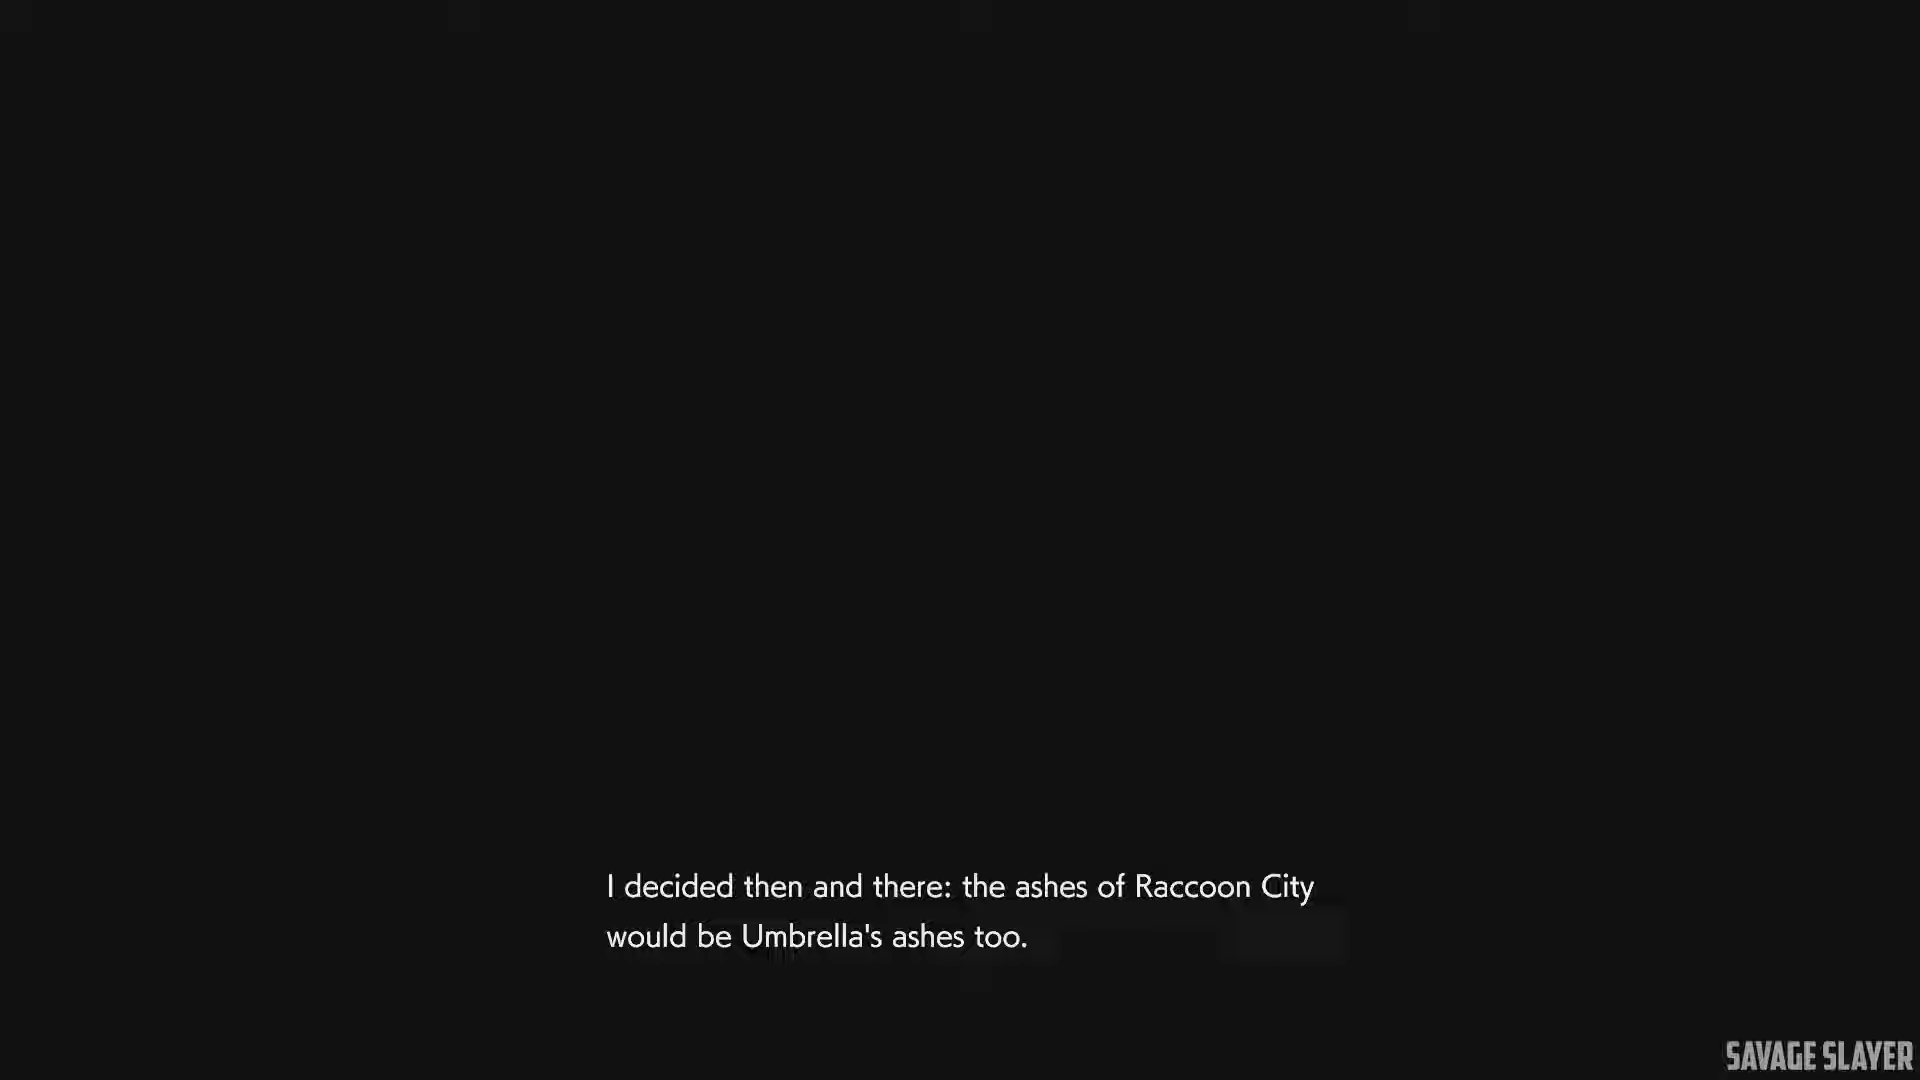 I decided then and there: the ashes of Raccoon City
would be Umbrella's ashes too.
SAVAGE SLAYER